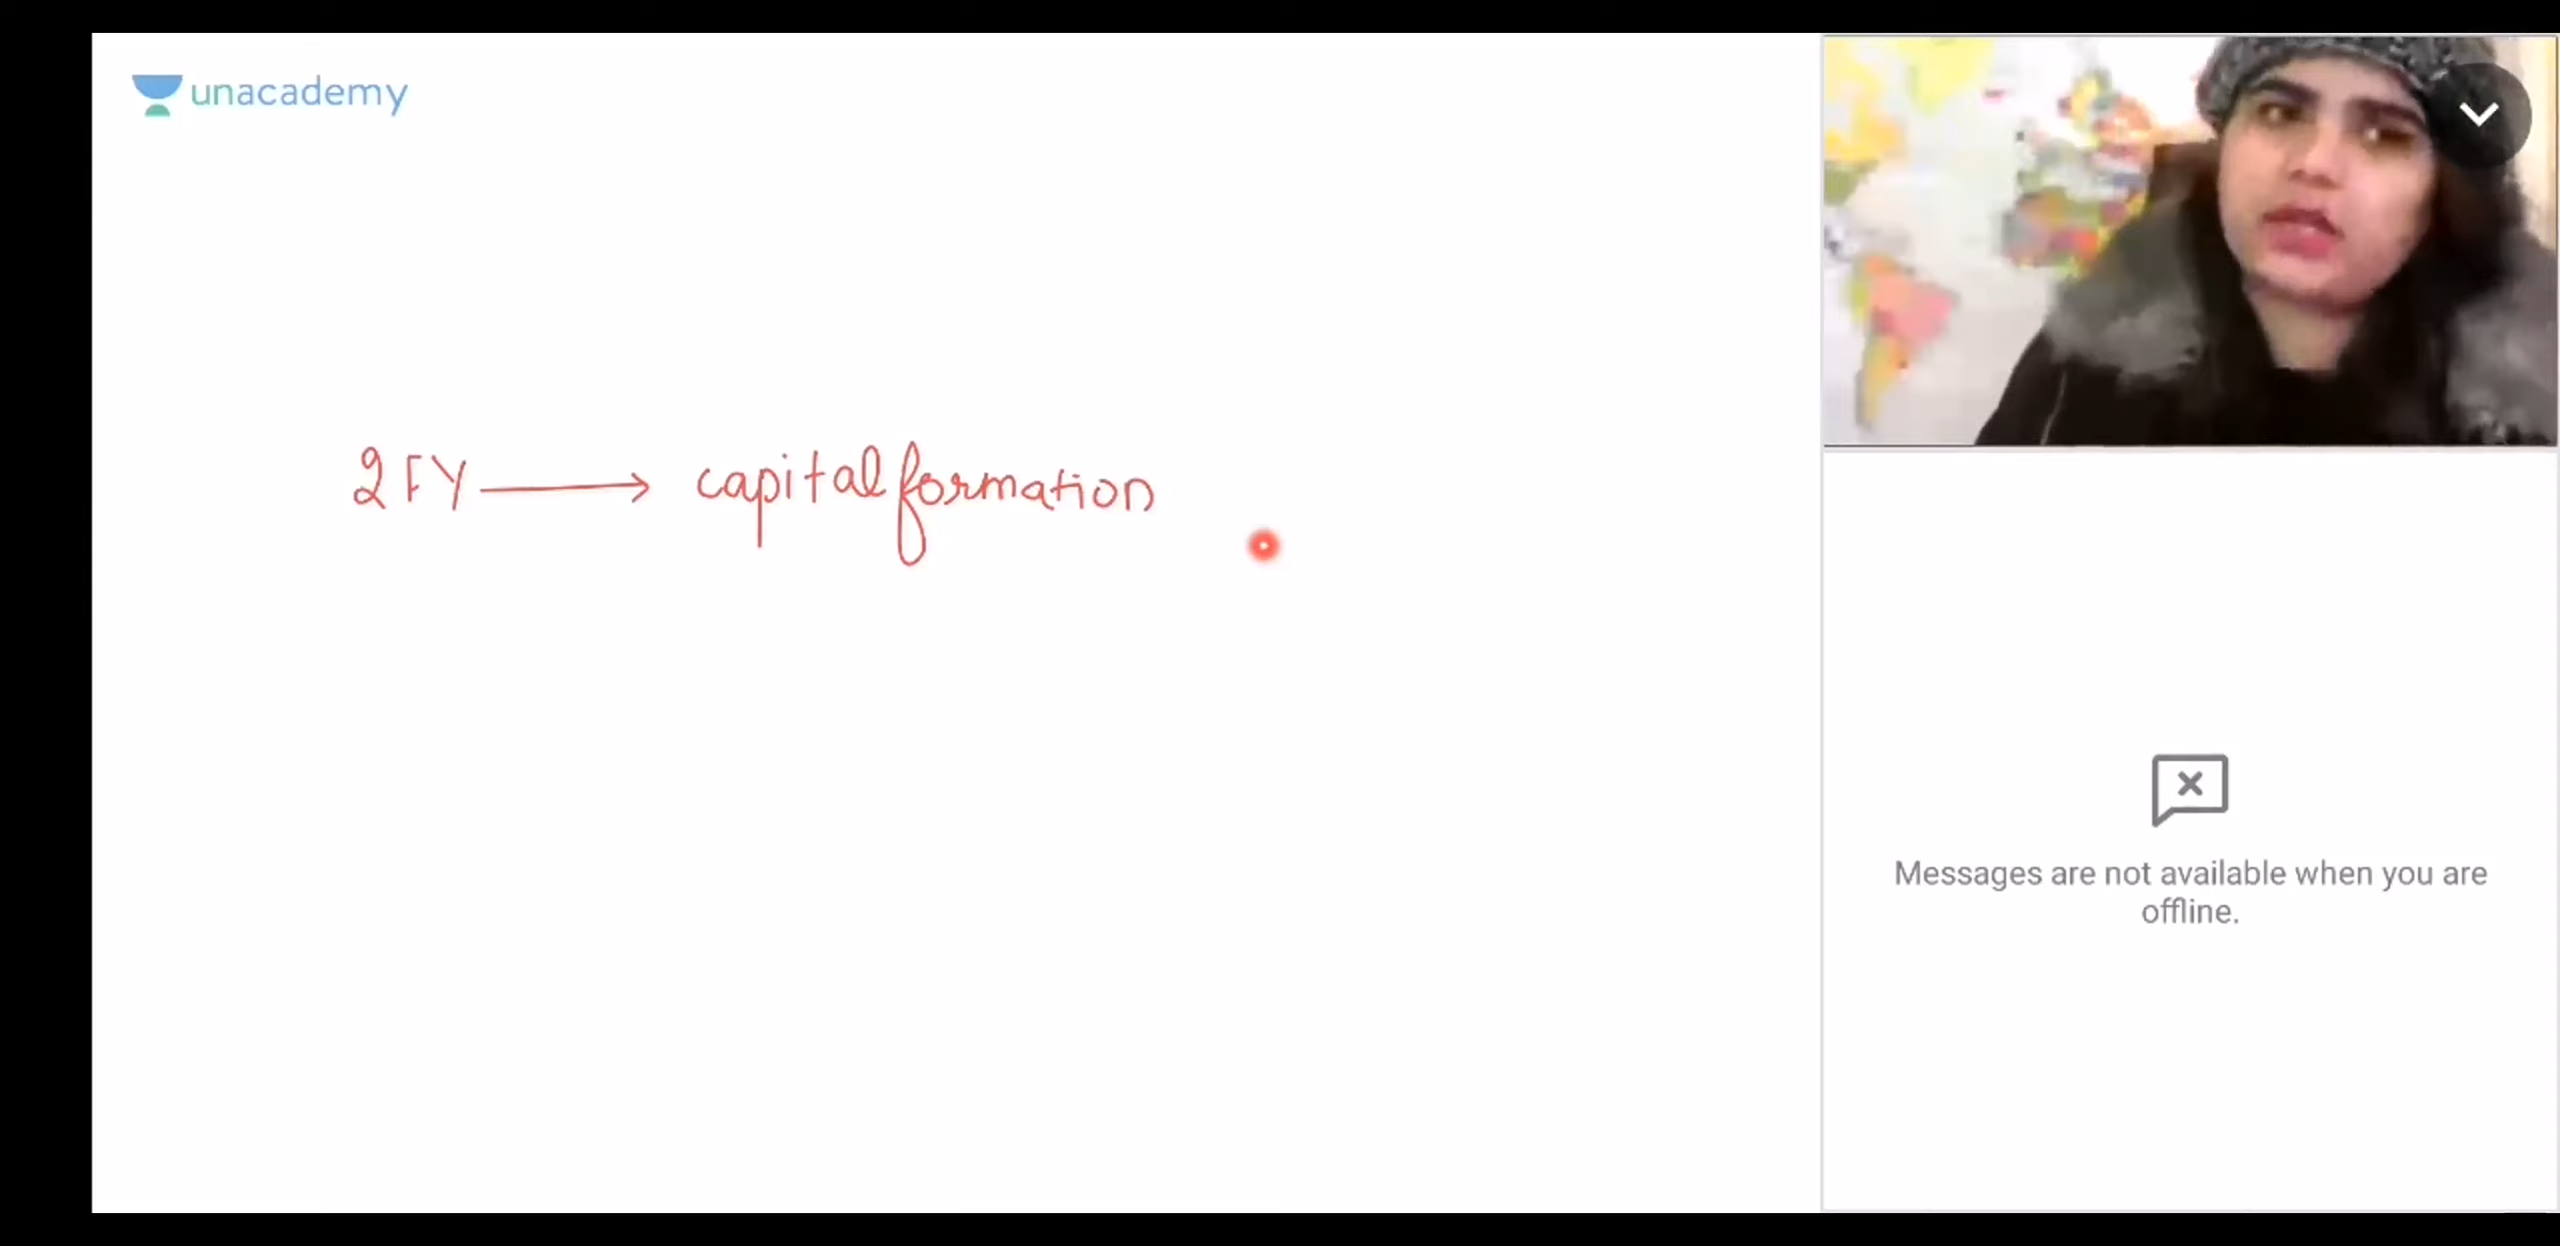 unacademy
2FY → capital formation
Messages are not available when you are
offline.